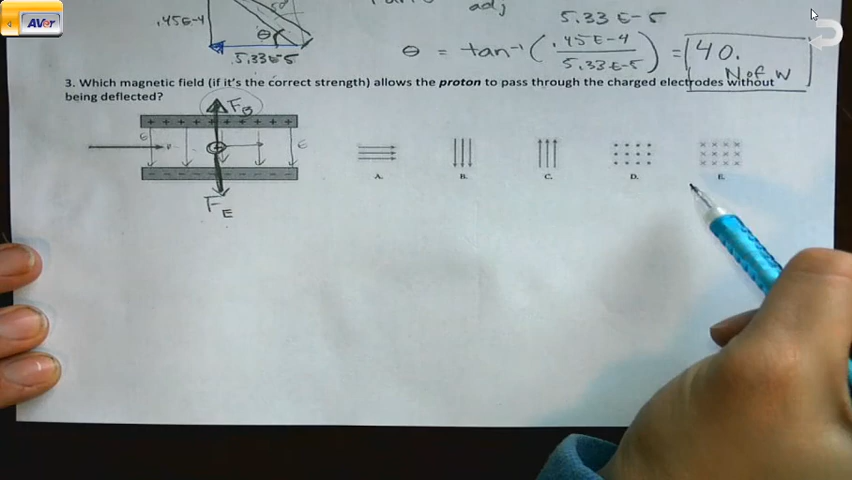 AVer
.45E-4
50°
θ
5.33E-5
adj
5.33 E-5
θ = tan⁻¹ ( .45E-4 / 5.33E-5 ) = 40.
N of W
3. Which magnetic field (if it's the correct strength) allows the proton to pass through the charged electrodes without
being deflected?
F_B
+ + + + + + + + +
E
E
F_E
A.
B.
C.
D.
E.